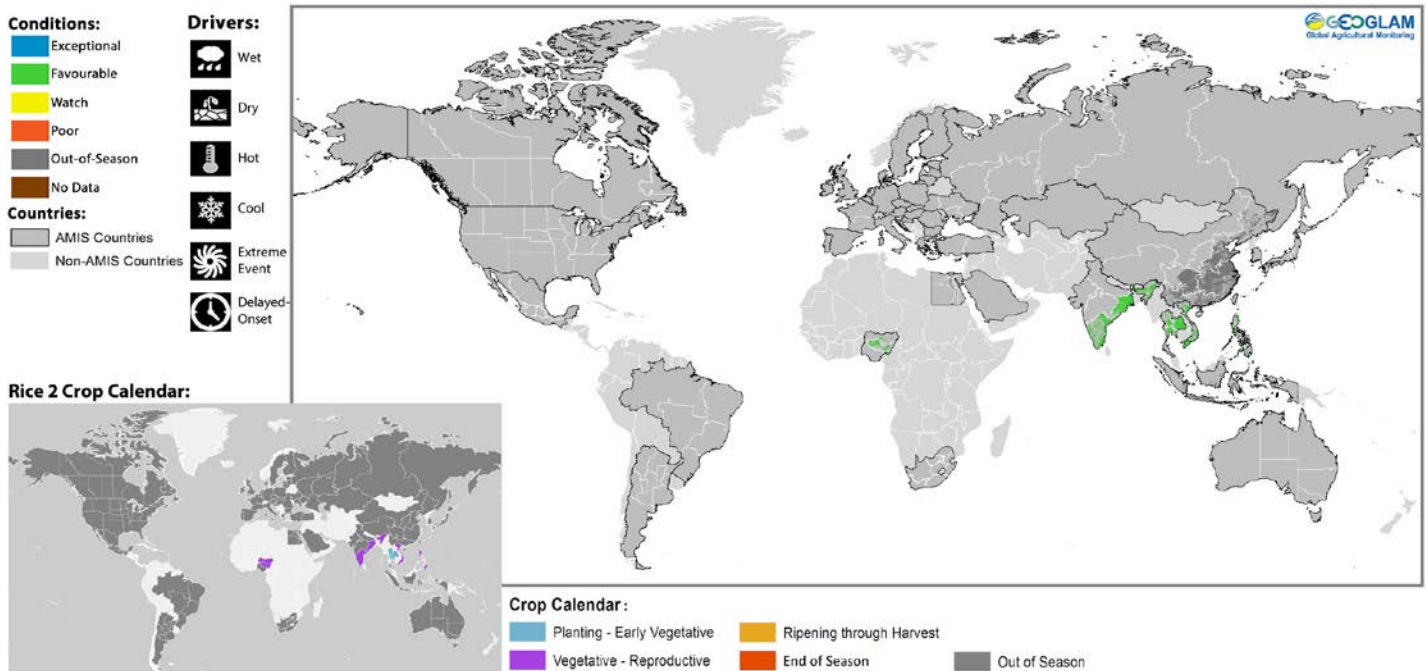 Conditions:
Exceptional
Favourable
Watch
Poor
Out-of-Season
No Data
Countries:
AMIS Countries
Non-AMIS Countries
Drivers:
Wet
Dry
Hot
Cool
Extreme
Event
Delayed-
Onset
GEOGLAM
Global Agricultural Monitoring
Rice 2 Crop Calendar:
Crop Calendar :
Planting - Early Vegetative
Ripening through Harvest
Vegetative - Reproductive
End of Season
Out of Season